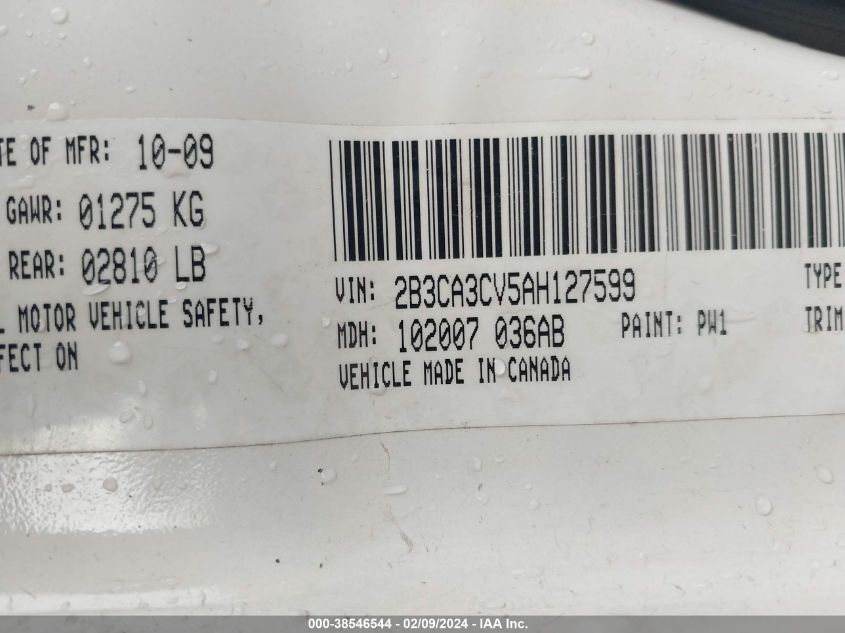 TE OF MFR: 10-09
GAWR: 01275 KG
REAR: 02810 LB
L MOTOR VEHICLE SAFETY,
FECT ON
VIN: 2B3CA3CV5AH127599
TYPE
MDH: 102007 036AB PAINT: PW1 TRIM
VEHICLE MADE IN CANADA
000-38546544 - 02/09/2024 - IAA Inc.